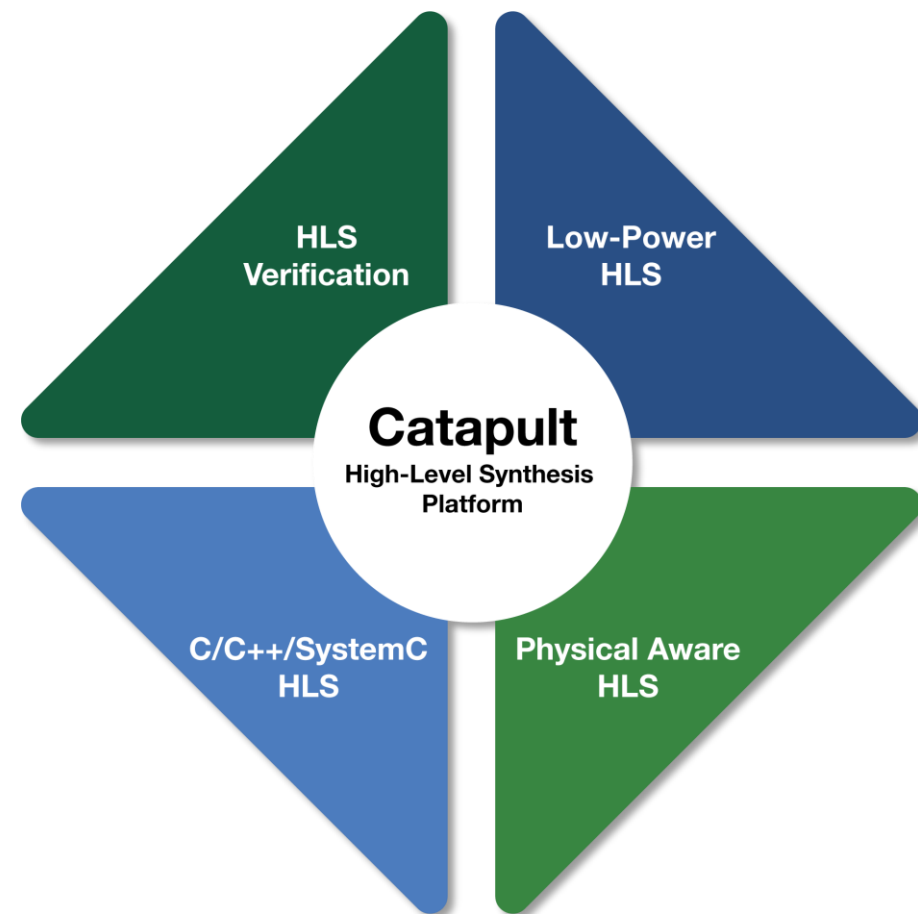 HLS
Verification
Low-Power
HLS
Catapult
High-Level Synthesis
Platform
C/C++/SystemC
HLS
Physical Aware
HLS